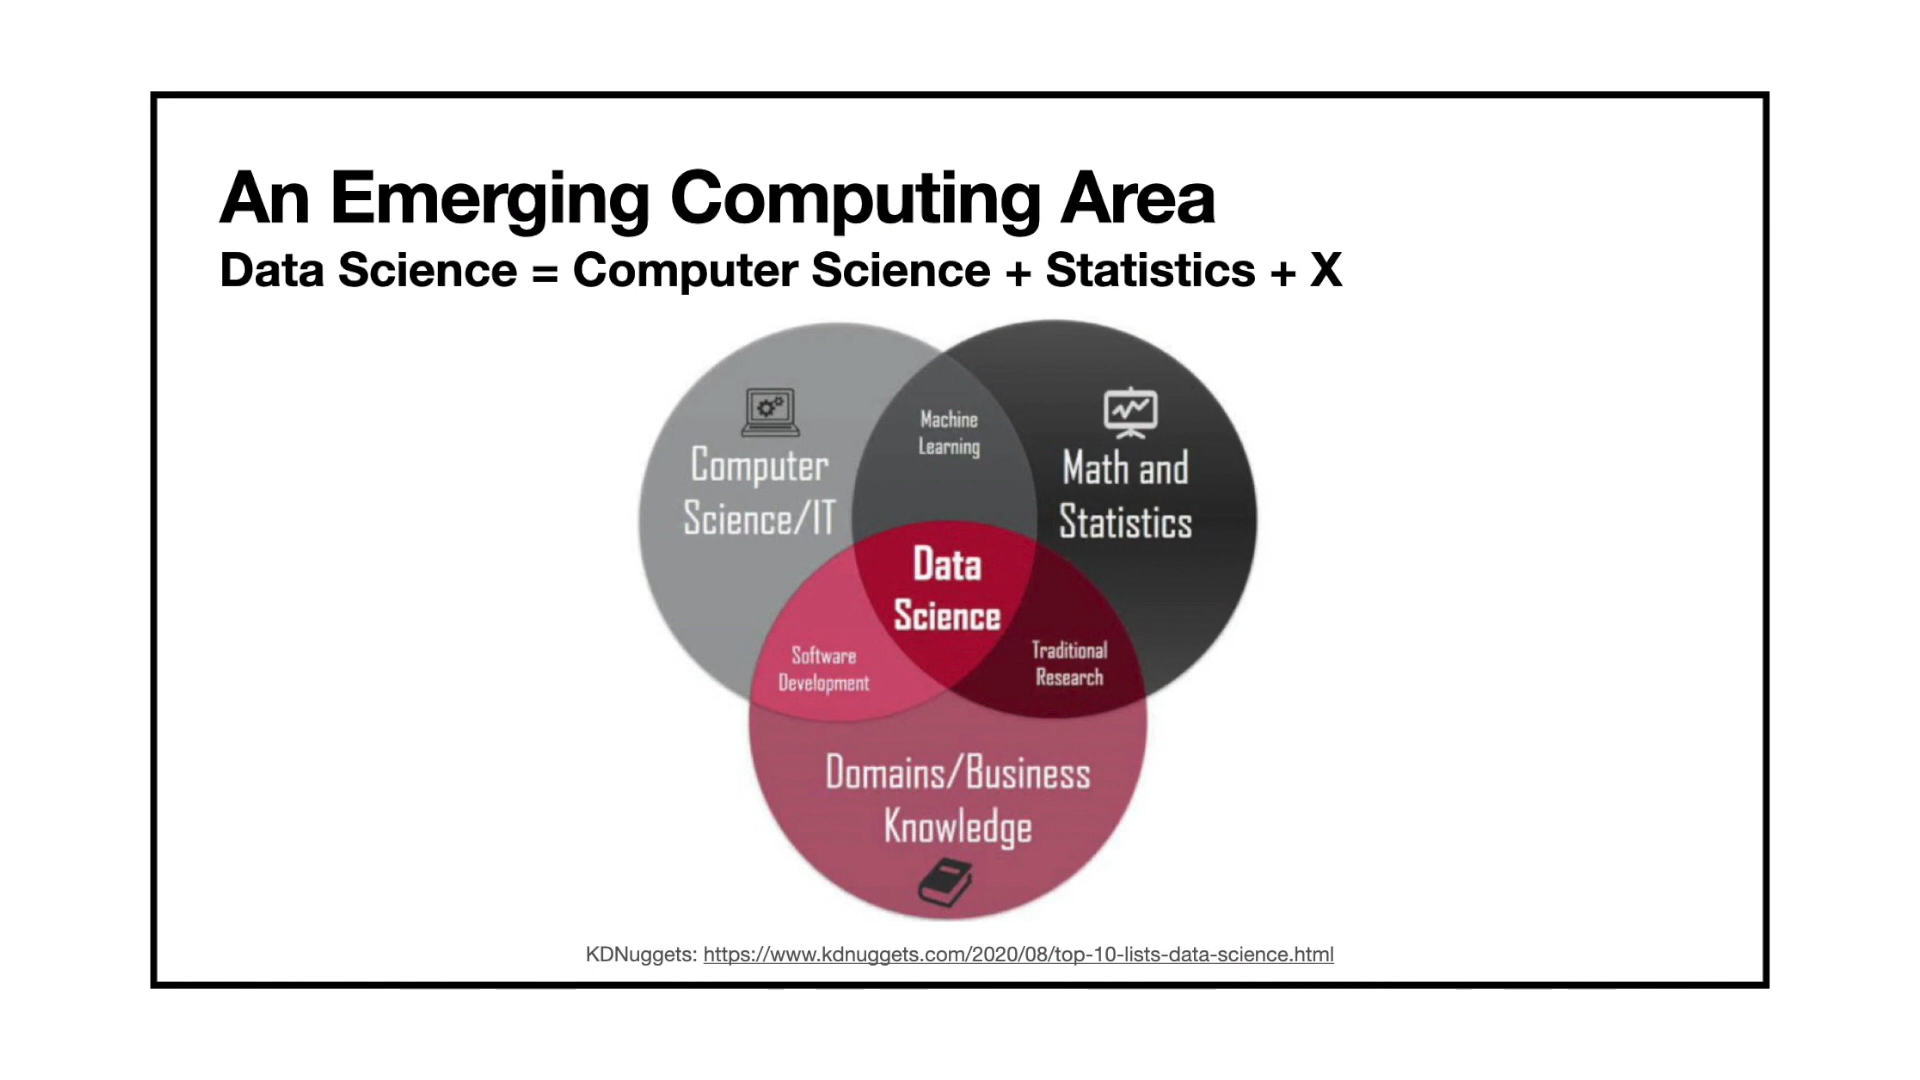 An Emerging Computing Area
Data Science = Computer Science + Statistics + X
Machine
Learning
Computer
Science/IT
Math and
Statistics
Data
Science
Software
Development
Traditional
Research
Domains/Business
Knowledge
KDNuggets: https://www.kdnuggets.com/2020/08/top-10-lists-data-science.html